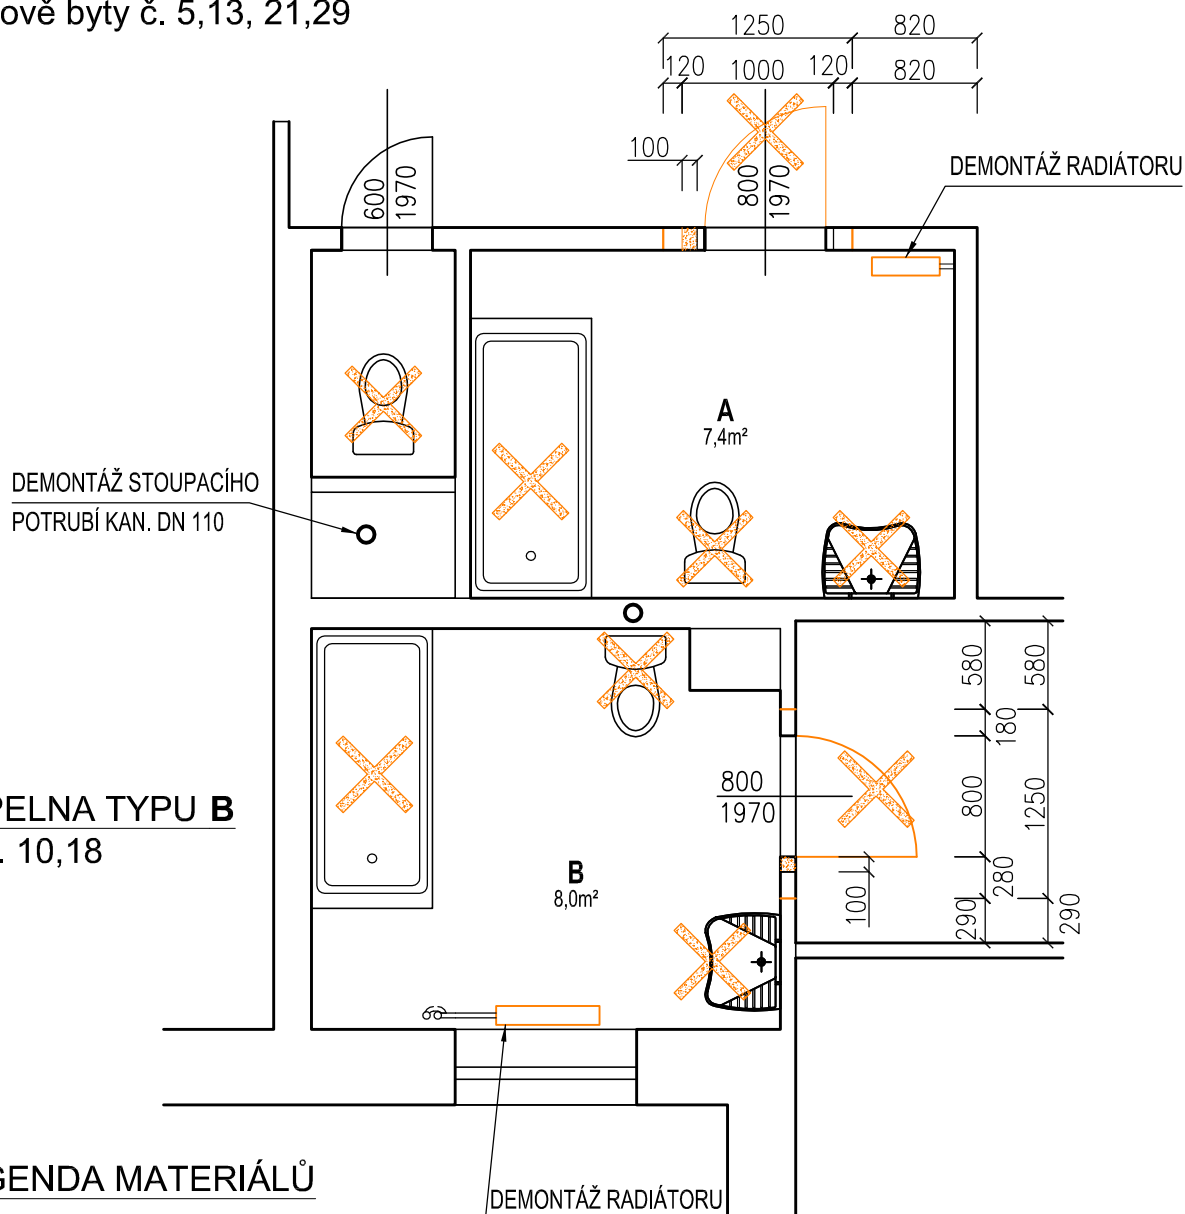 ově byty č. 5,13, 21,29
1250 820
120 1000 120 820
100
800
1970
600
1970
DEMONTÁŽ RADIÁTORU
A
7,4m²
DEMONTÁŽ STOUPACÍHO
POTRUBÍ KAN. DN 110
580 580
180
800
1970
800 1250
PELNA TYPU B
. 10,18
B
8,0m²
100
280
290 290
GENDA MATERIÁLŮ
DEMONTÁŽ RADIÁTORU